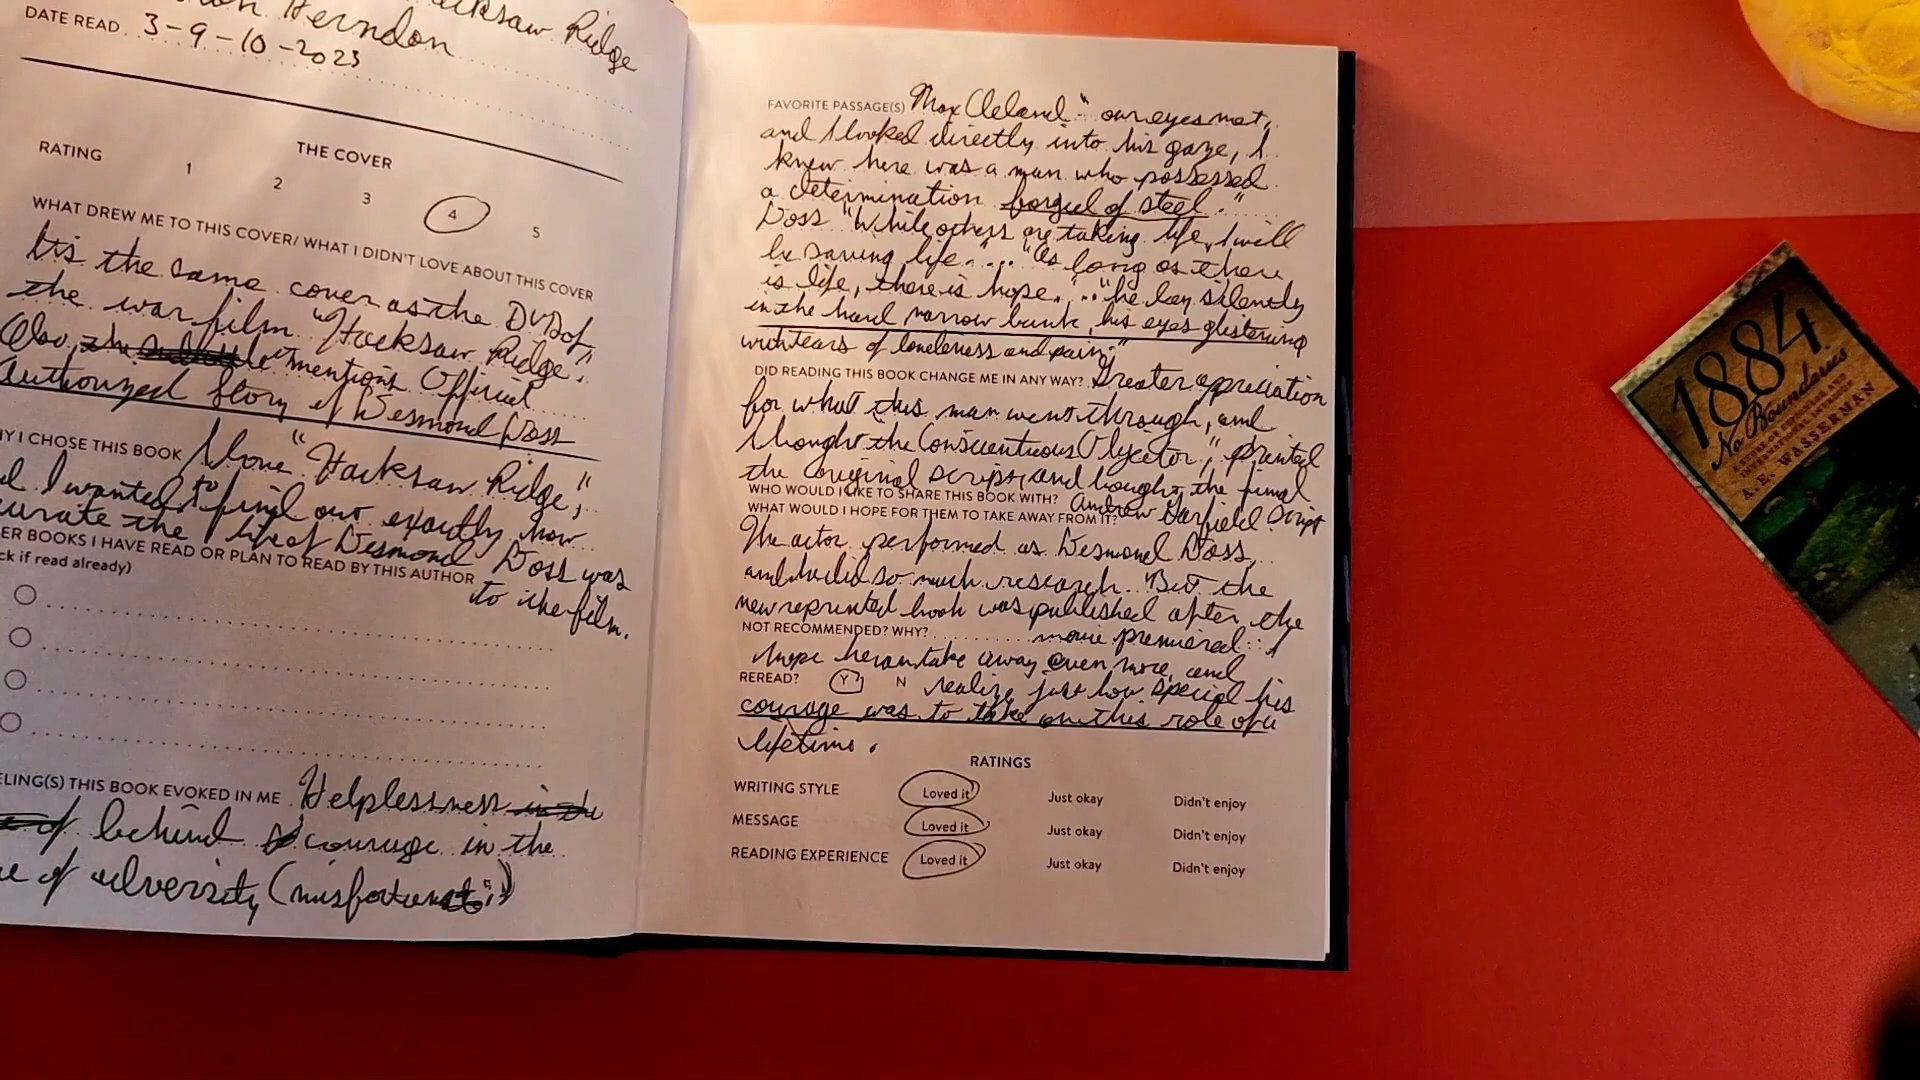 Hacksaw Ridge
Herndon
DATE READ 3-9-10-2023
RATING
THE COVER
1 2 3 4 5
WHAT DREW ME TO THIS COVER/ WHAT I DIDN'T LOVE ABOUT THIS COVER
Its the same cover as the DVD of
the war film "Hacksaw Ridge".
Also, the mentions Official
Authorized Story of Desmond Doss
WHY I CHOSE THIS BOOK I love "Hacksaw Ridge,"
I wanted to find out exactly how
the life of Desmond Doss was
to the film.
ER BOOKS I HAVE READ OR PLAN TO READ BY THIS AUTHOR
ck if read already)
ELING(S) THIS BOOK EVOKED IN ME Helplessness in the
of behind courage in the
of adversity (misfortune
FAVORITE PASSAGE(S) Max Cleland "our eyes met,
and I looked directly into his gaze, I
knew here was a man who possessed
a determination forged of steel."
Doss "While others are taking life, I will
be saving life." ... "As long as there
is life, there is hope." ... "he lay silently
in the hard narrow bunk, his eyes glistening
with tears of loneleness and pain."
DID READING THIS BOOK CHANGE ME IN ANY WAY? Greater appreciation
for what this man went through, and
I bought "the Conscientious Objector," printed
the original script, and bought the final
WHO WOULD I LIKE TO SHARE THIS BOOK WITH? Andrew Garfield script
WHAT WOULD I HOPE FOR THEM TO TAKE AWAY FROM IT?
The actor performed as Desmond Doss,
and he did so much research. But the
new reprinted book was published after the
NOT RECOMMENDED? WHY? movie premiered. I
hope he can take away even more, and
REREAD? Y N realize just how special his
courage was to take on this role of a
lifetime.
RATINGS
WRITING STYLE Loved it Just okay Didn't enjoy
MESSAGE Loved it Just okay Didn't enjoy
READING EXPERIENCE Loved it Just okay Didn't enjoy
1884
No Boundaries
A. E. WASSERMAN